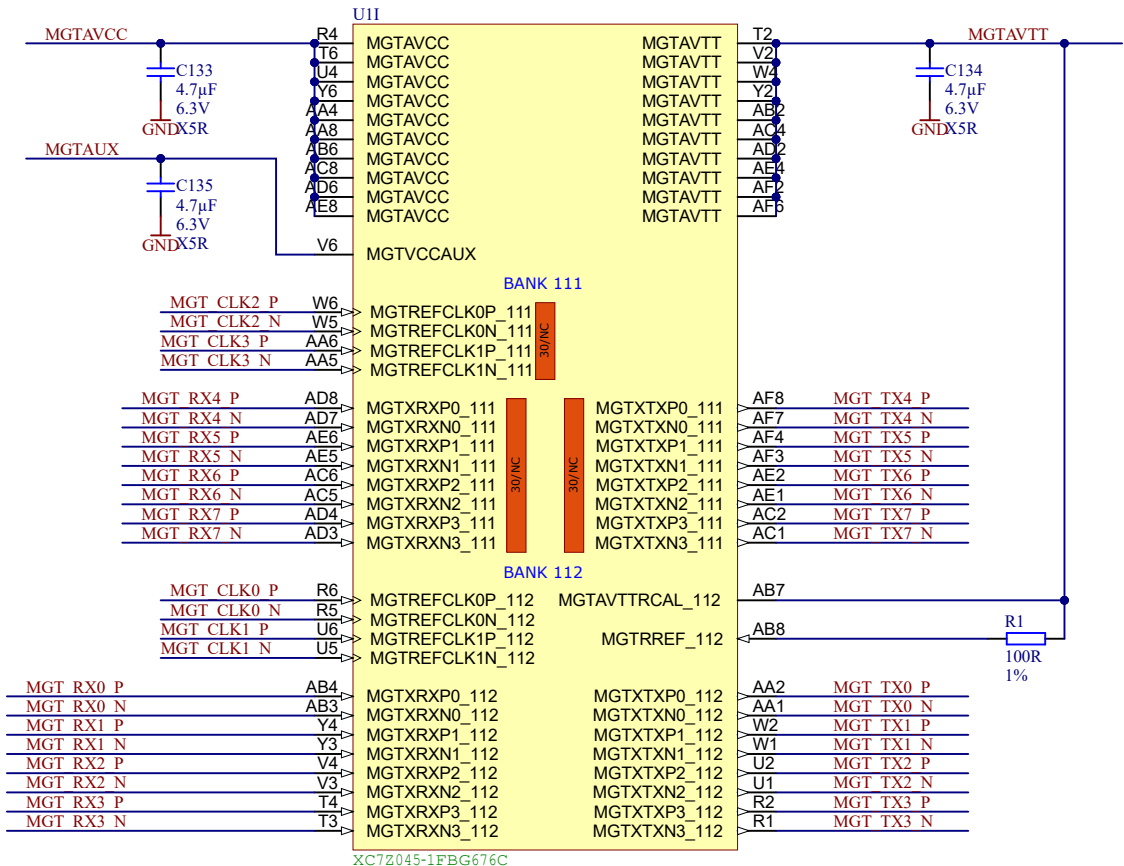 U1I
MGTAVCC R4 MGTAVCC MGTAVTT T2 MGTAVTT
T6 MGTAVCC MGTAVTT V2
C133 U4 MGTAVCC MGTAVTT W4 C134
4.7µF Y6 MGTAVCC MGTAVTT Y2 4.7µF
6.3V AA4 MGTAVCC MGTAVTT AB2 6.3V
GND X5R AA8 MGTAVCC MGTAVTT AC4 GND X5R
MGTAUX AB6 MGTAVCC MGTAVTT AD2
C135 AC8 MGTAVCC MGTAVTT AE4
4.7µF AD6 MGTAVCC MGTAVTT AF2
6.3V AE8 MGTAVCC MGTAVTT AF6
GND X5R V6 MGTVCCAUX
BANK 111
MGT_CLK2_P W6 MGTREFCLK0P_111
MGT_CLK2_N W5 MGTREFCLK0N_111
MGT_CLK3_P AA6 MGTREFCLK1P_111
MGT_CLK3_N AA5 MGTREFCLK1N_111
30/NC
MGT_RX4_P AD8 MGTXRXP0_111 MGTXTXP0_111 AF8 MGT_TX4_P
MGT_RX4_N AD7 MGTXRXN0_111 MGTXTXN0_111 AF7 MGT_TX4_N
MGT_RX5_P AE6 MGTXRXP1_111 MGTXTXP1_111 AF4 MGT_TX5_P
MGT_RX5_N AE5 MGTXRXN1_111 MGTXTXN1_111 AF3 MGT_TX5_N
MGT_RX6_P AC6 MGTXRXP2_111 MGTXTXP2_111 AE2 MGT_TX6_P
MGT_RX6_N AC5 MGTXRXN2_111 MGTXTXN2_111 AE1 MGT_TX6_N
MGT_RX7_P AD4 MGTXRXP3_111 MGTXTXP3_111 AC2 MGT_TX7_P
MGT_RX7_N AD3 MGTXRXN3_111 MGTXTXN3_111 AC1 MGT_TX7_N
30/NC 30/NC
BANK 112
MGT_CLK0_P R6 MGTREFCLK0P_112 MGTAVTTRCAL_112 AB7
MGT_CLK0_N R5 MGTREFCLK0N_112
MGT_CLK1_P U6 MGTREFCLK1P_112 MGTRREF_112 AB8 R1
MGT_CLK1_N U5 MGTREFCLK1N_112 100R
1%
MGT_RX0_P AB4 MGTXRXP0_112 MGTXTXP0_112 AA2 MGT_TX0_P
MGT_RX0_N AB3 MGTXRXN0_112 MGTXTXN0_112 AA1 MGT_TX0_N
MGT_RX1_P Y4 MGTXRXP1_112 MGTXTXP1_112 W2 MGT_TX1_P
MGT_RX1_N Y3 MGTXRXN1_112 MGTXTXN1_112 W1 MGT_TX1_N
MGT_RX2_P V4 MGTXRXP2_112 MGTXTXP2_112 U2 MGT_TX2_P
MGT_RX2_N V3 MGTXRXN2_112 MGTXTXN2_112 U1 MGT_TX2_N
MGT_RX3_P T4 MGTXRXP3_112 MGTXTXP3_112 R2 MGT_TX3_P
MGT_RX3_N T3 MGTXRXN3_112 MGTXTXN3_112 R1 MGT_TX3_N
XC7Z045-1FBG676C